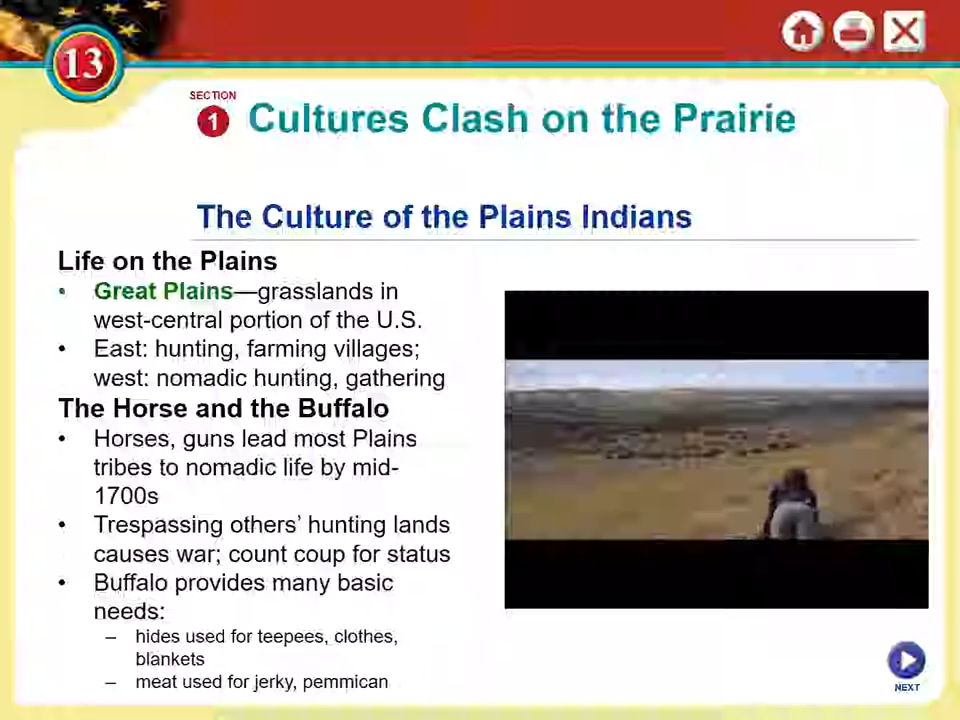 13
SECTION
1
Cultures Clash on the Prairie
The Culture of the Plains Indians
Life on the Plains
• Great Plains—grasslands in
west-central portion of the U.S.
• East: hunting, farming villages;
west: nomadic hunting, gathering
The Horse and the Buffalo
• Horses, guns lead most Plains
tribes to nomadic life by mid-
1700s
• Trespassing others’ hunting lands
causes war; count coup for status
• Buffalo provides many basic
needs:
– hides used for teepees, clothes,
blankets
– meat used for jerky, pemmican
NEXT